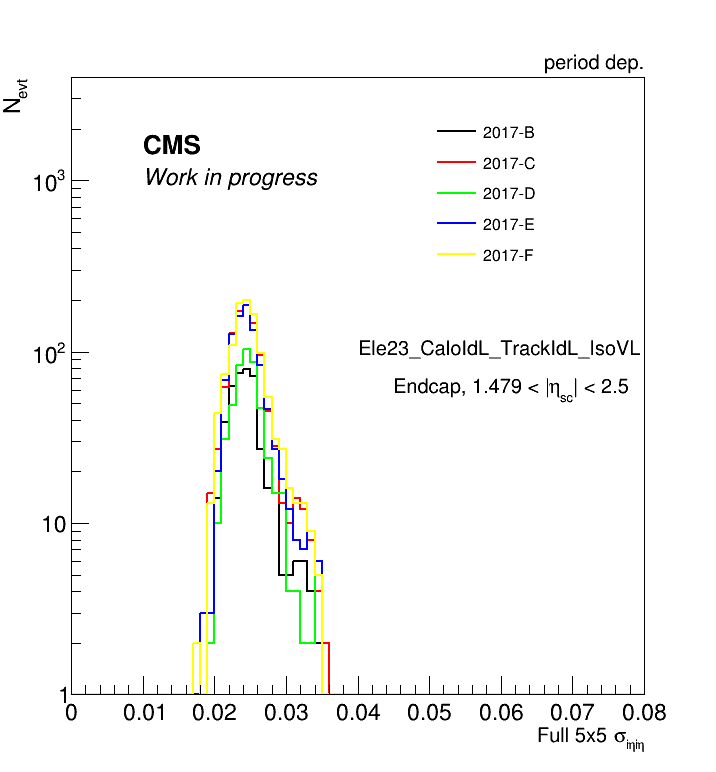 period dep.
N_evt
CMS
Work in progress
2017-B
2017-C
2017-D
2017-E
2017-F
10³
Ele23_CaloIdL_TrackIdL_IsoVL
10²
Endcap, 1.479 < |η_sc| < 2.5
10
1
0 0.01 0.02 0.03 0.04 0.05 0.06 0.07 0.08
Full 5x5 σ_iηiη